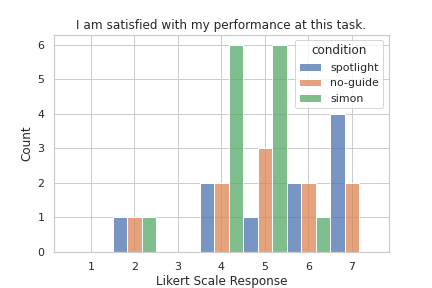 I am satisfied with my performance at this task.
6
5
4
3
2
1
0
Count
condition
spotlight
no-guide
simon
1 2 3 4 5 6 7
Likert Scale Response